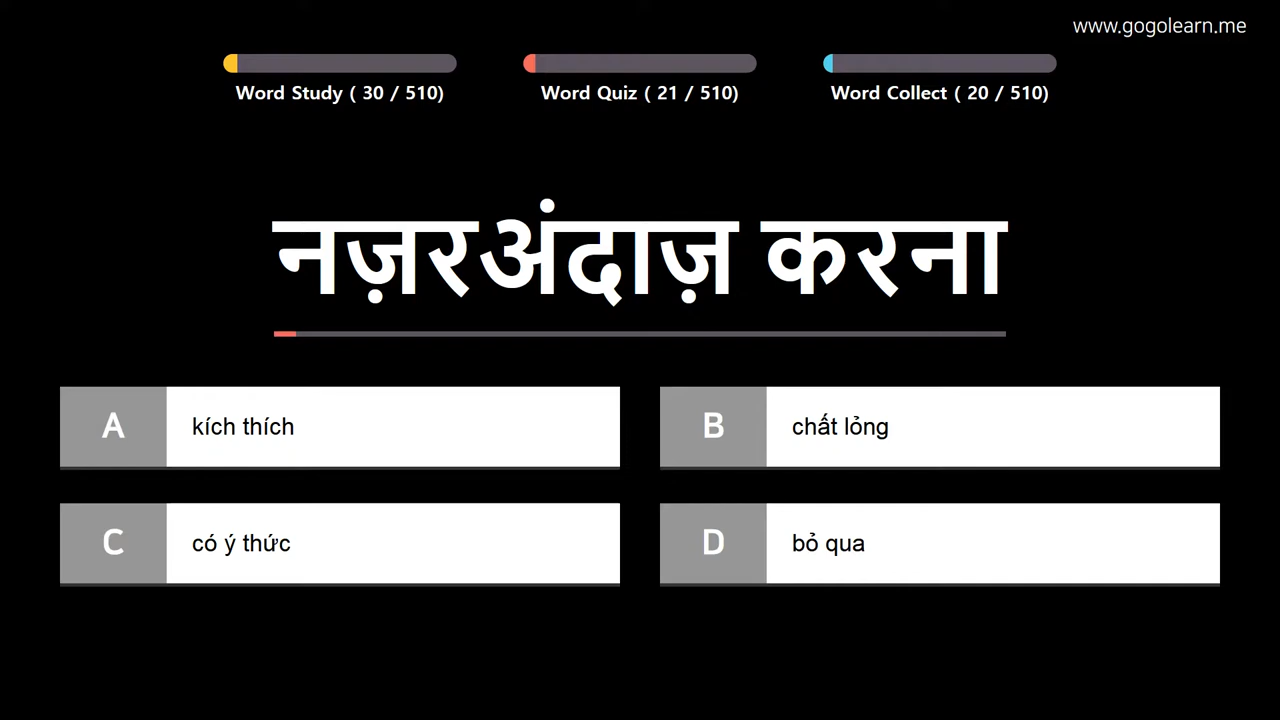 www.gogolearn.me
Word Study ( 30 / 510)
Word Quiz ( 21 / 510)
Word Collect ( 20 / 510)
नज़रअंदाज़ करना
A kích thích
B chất lỏng
C có ý thức
D bỏ qua